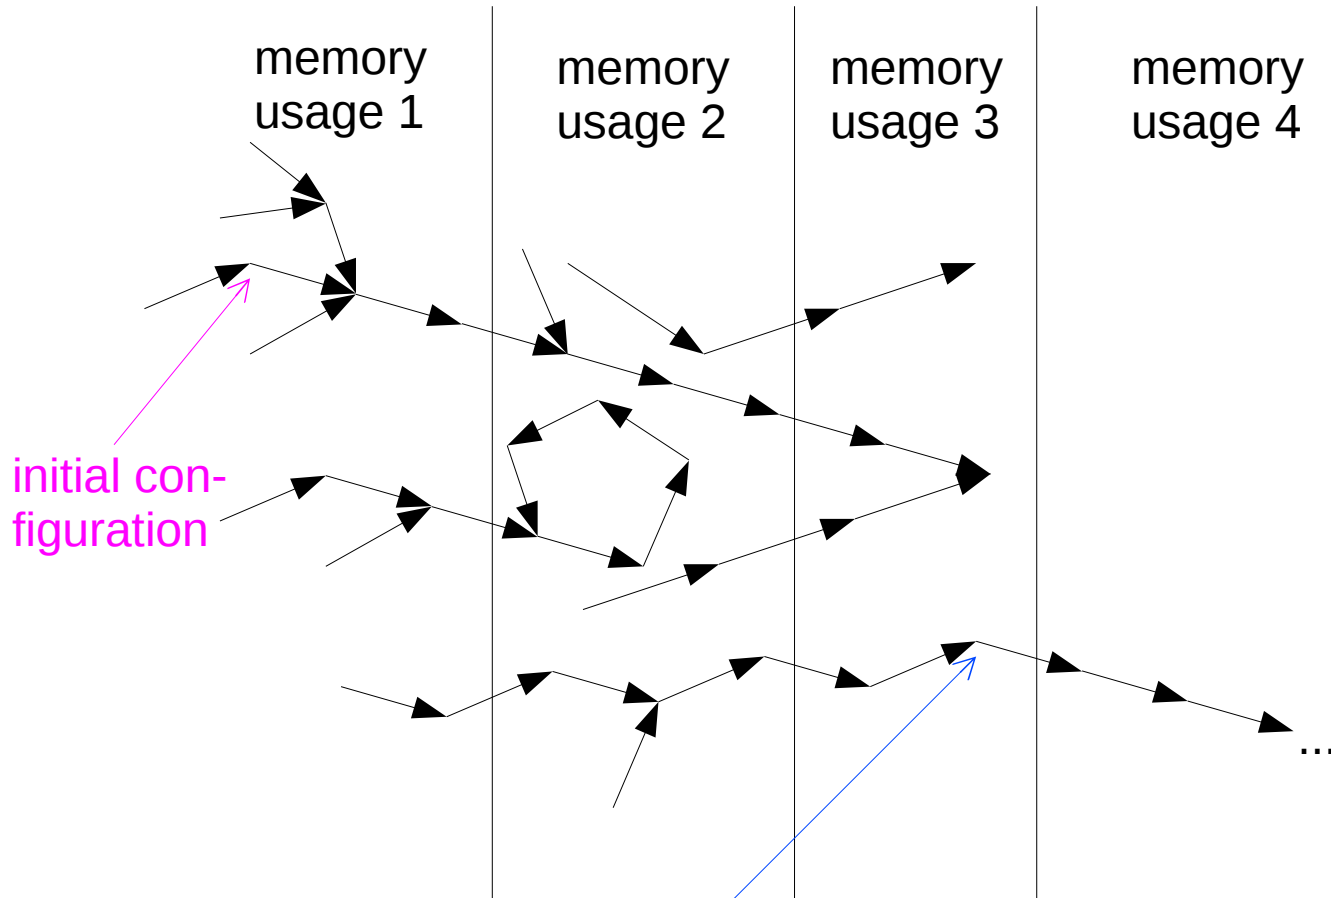 memory
usage 1
memory
usage 2
memory
usage 3
memory
usage 4
initial con-
figuration
...